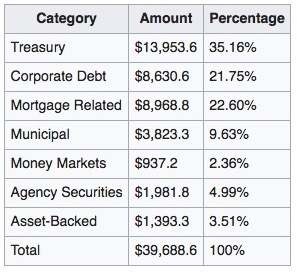 Category Amount Percentage
Treasury $13,953.6 35.16%
Corporate Debt $8,630.6 21.75%
Mortgage Related $8,968.8 22.60%
Municipal $3,823.3 9.63%
Money Markets $937.2 2.36%
Agency Securities $1,981.8 4.99%
Asset-Backed $1,393.3 3.51%
Total $39,688.6 100%